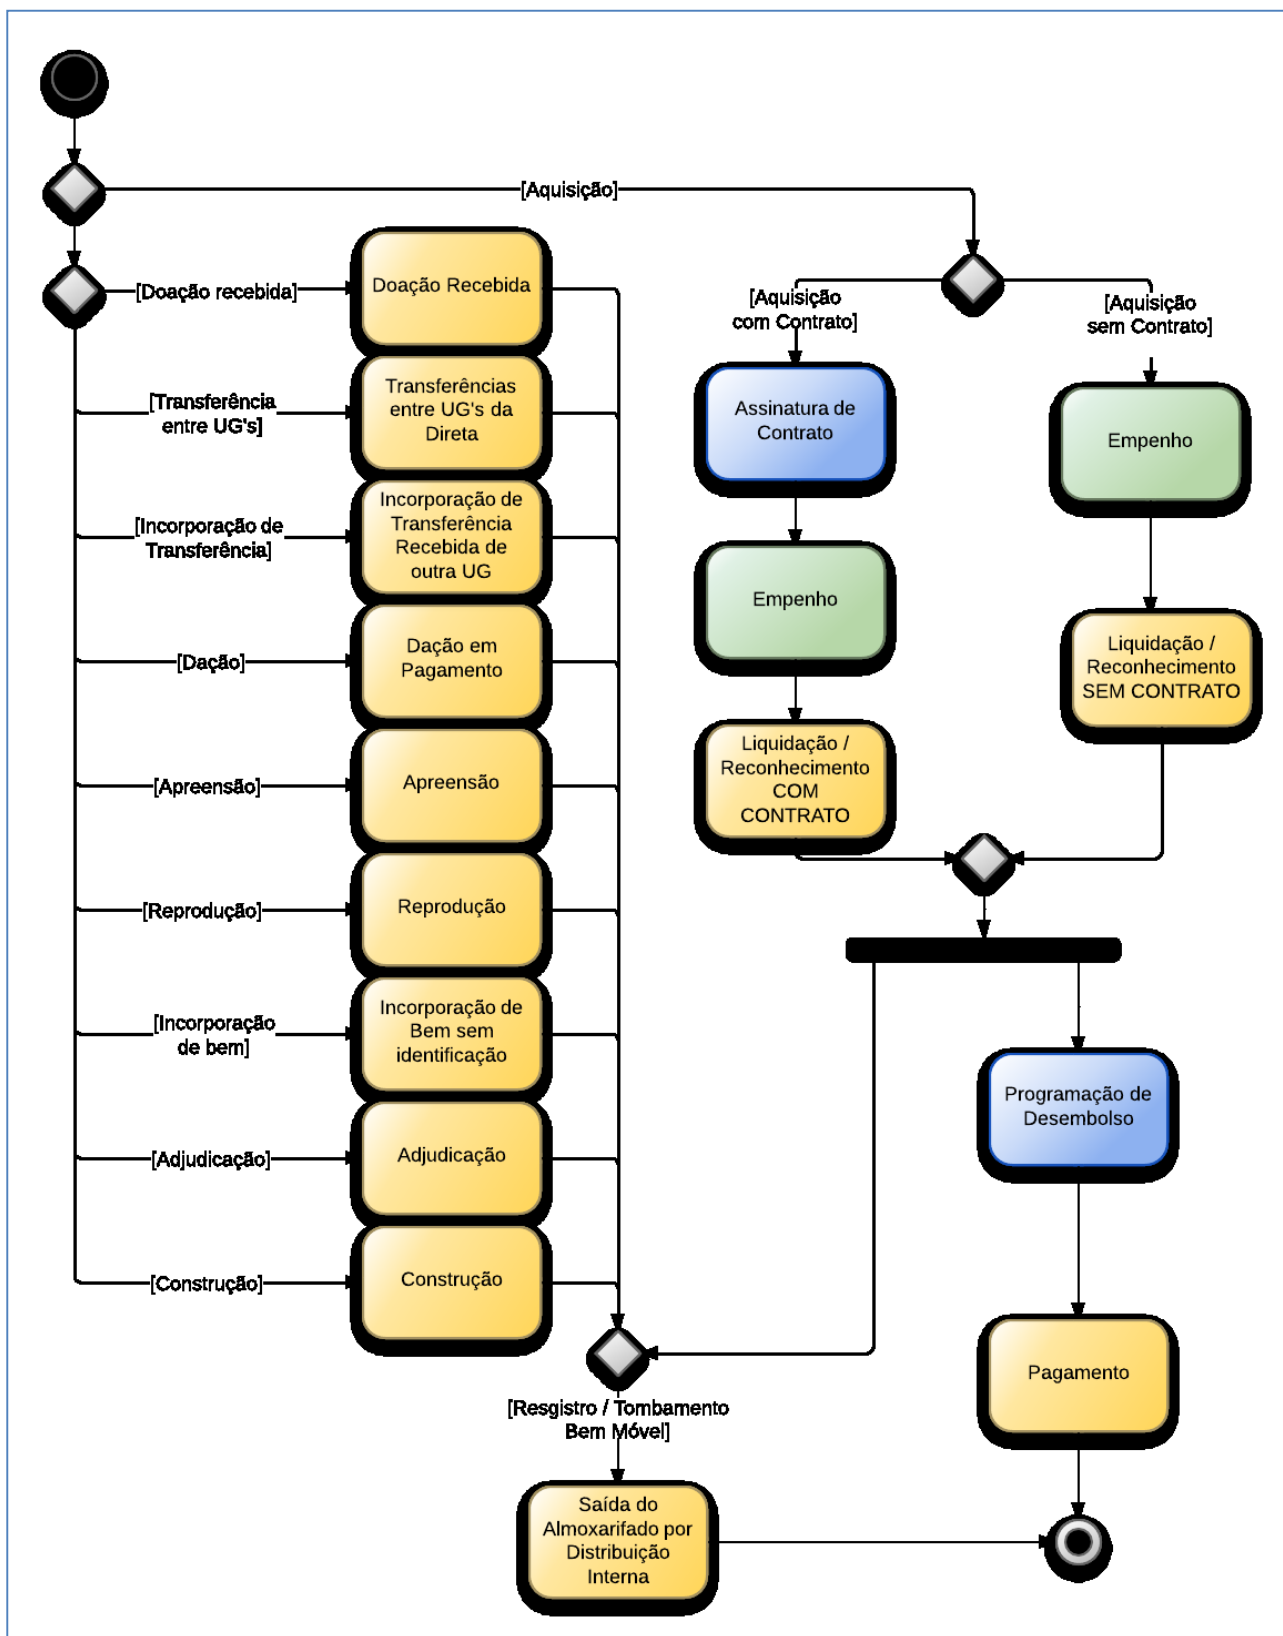 [Aquisição]
[Doação recebida]
Doação Recebida
[Aquisição
com Contrato]
[Aquisição
sem Contrato]
[Transferência
entre UG's]
Transferências
entre UG's da
Direta
Assinatura de
Contrato
Empenho
[Incorporação de
Transferência]
Incorporação de
Transferência
Recebida de
outra UG
Empenho
[Dação]
Dação em
Pagamento
Liquidação /
Reconhecimento
SEM CONTRATO
[Apreensão]
Apreensão
Liquidação /
Reconhecimento
COM
CONTRATO
[Reprodução]
Reprodução
[Incorporação
de bem]
Incorporação de
Bem sem
identificação
Programação de
Desembolso
[Adjudicação]
Adjudicação
[Construção]
Construção
Pagamento
[Resgistro / Tombamento
Bem Móvel]
Saída do
Almoxarifado por
Distribuição
Interna